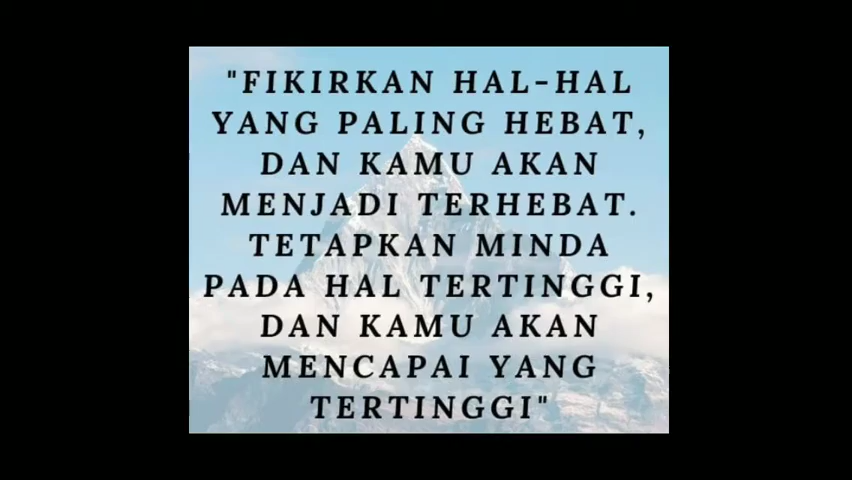 "FIKIRKAN HAL-HAL
YANG PALING HEBAT,
DAN KAMU AKAN
MENJADI TERHEBAT.
TETAPKAN MINDA
PADA HAL TERTINGGI,
DAN KAMU AKAN
MENCAPAI YANG
TERTINGGI"